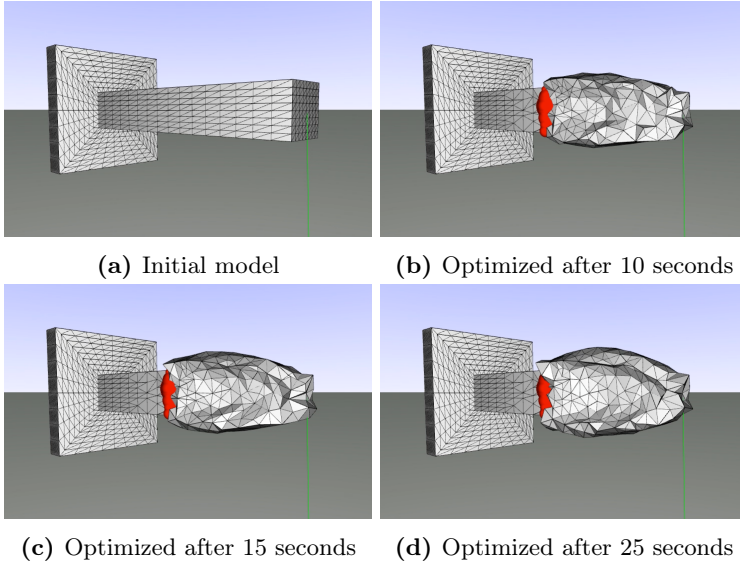 (a) Initial model
(b) Optimized after 10 seconds
(c) Optimized after 15 seconds
(d) Optimized after 25 seconds